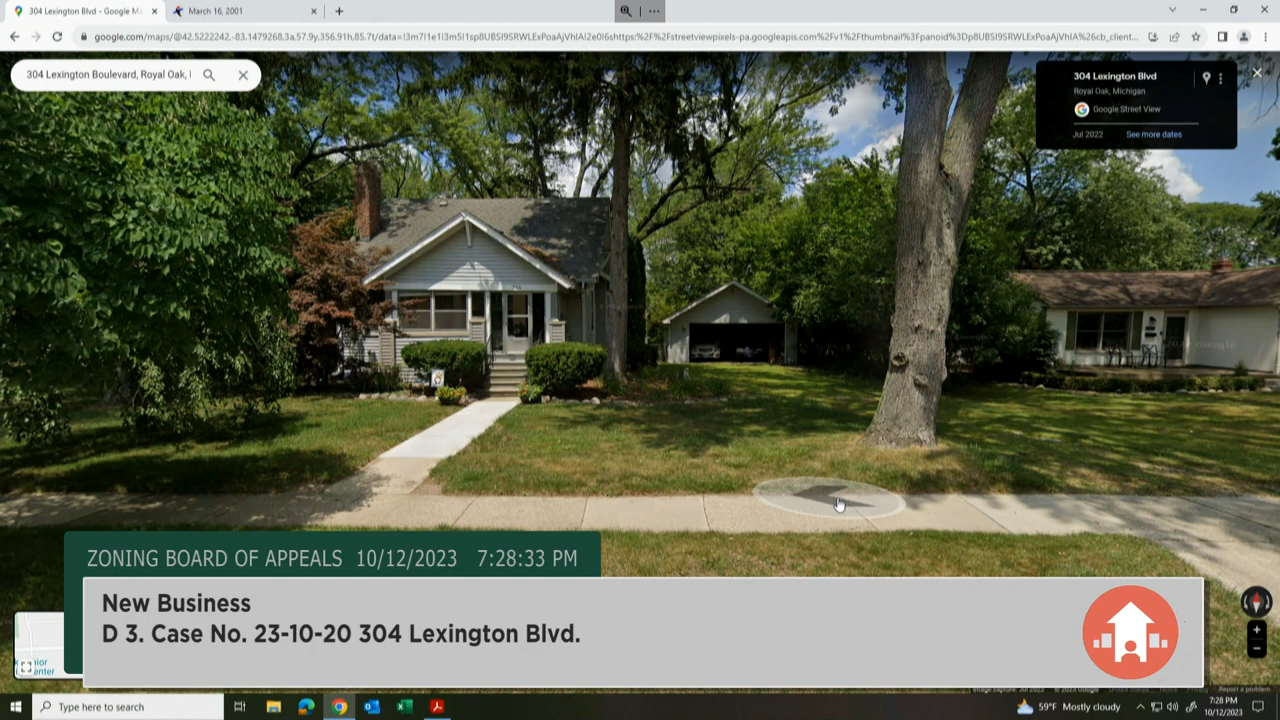 304 Lexington Blvd - Google Ma
March 16, 2001
google.com/maps/@42.5222242,-83.1479268,3a,57.9y,356.91h,85.7t/data=!3m7!1e1!3m5!1sp8UBSI9SRWLExPoaAjVhIA!2e0!6shttps:%2F%2Fstreetviewpixels-pa.googleapis.com%2Fv1%2Fthumbnail%3Fpanoid%3Dp8UBSI9SRWLExPoaAjVhIA%26cb_client...
304 Lexington Boulevard, Royal Oak,
304 Lexington Blvd
Royal Oak, Michigan
Google Street View
Jul 2022 See more dates
ZONING BOARD OF APPEALS 10/12/2023 7:28:33 PM
New Business
D 3. Case No. 23-10-20 304 Lexington Blvd.
Type here to search
59°F Mostly cloudy
7:28 PM
10/12/2023